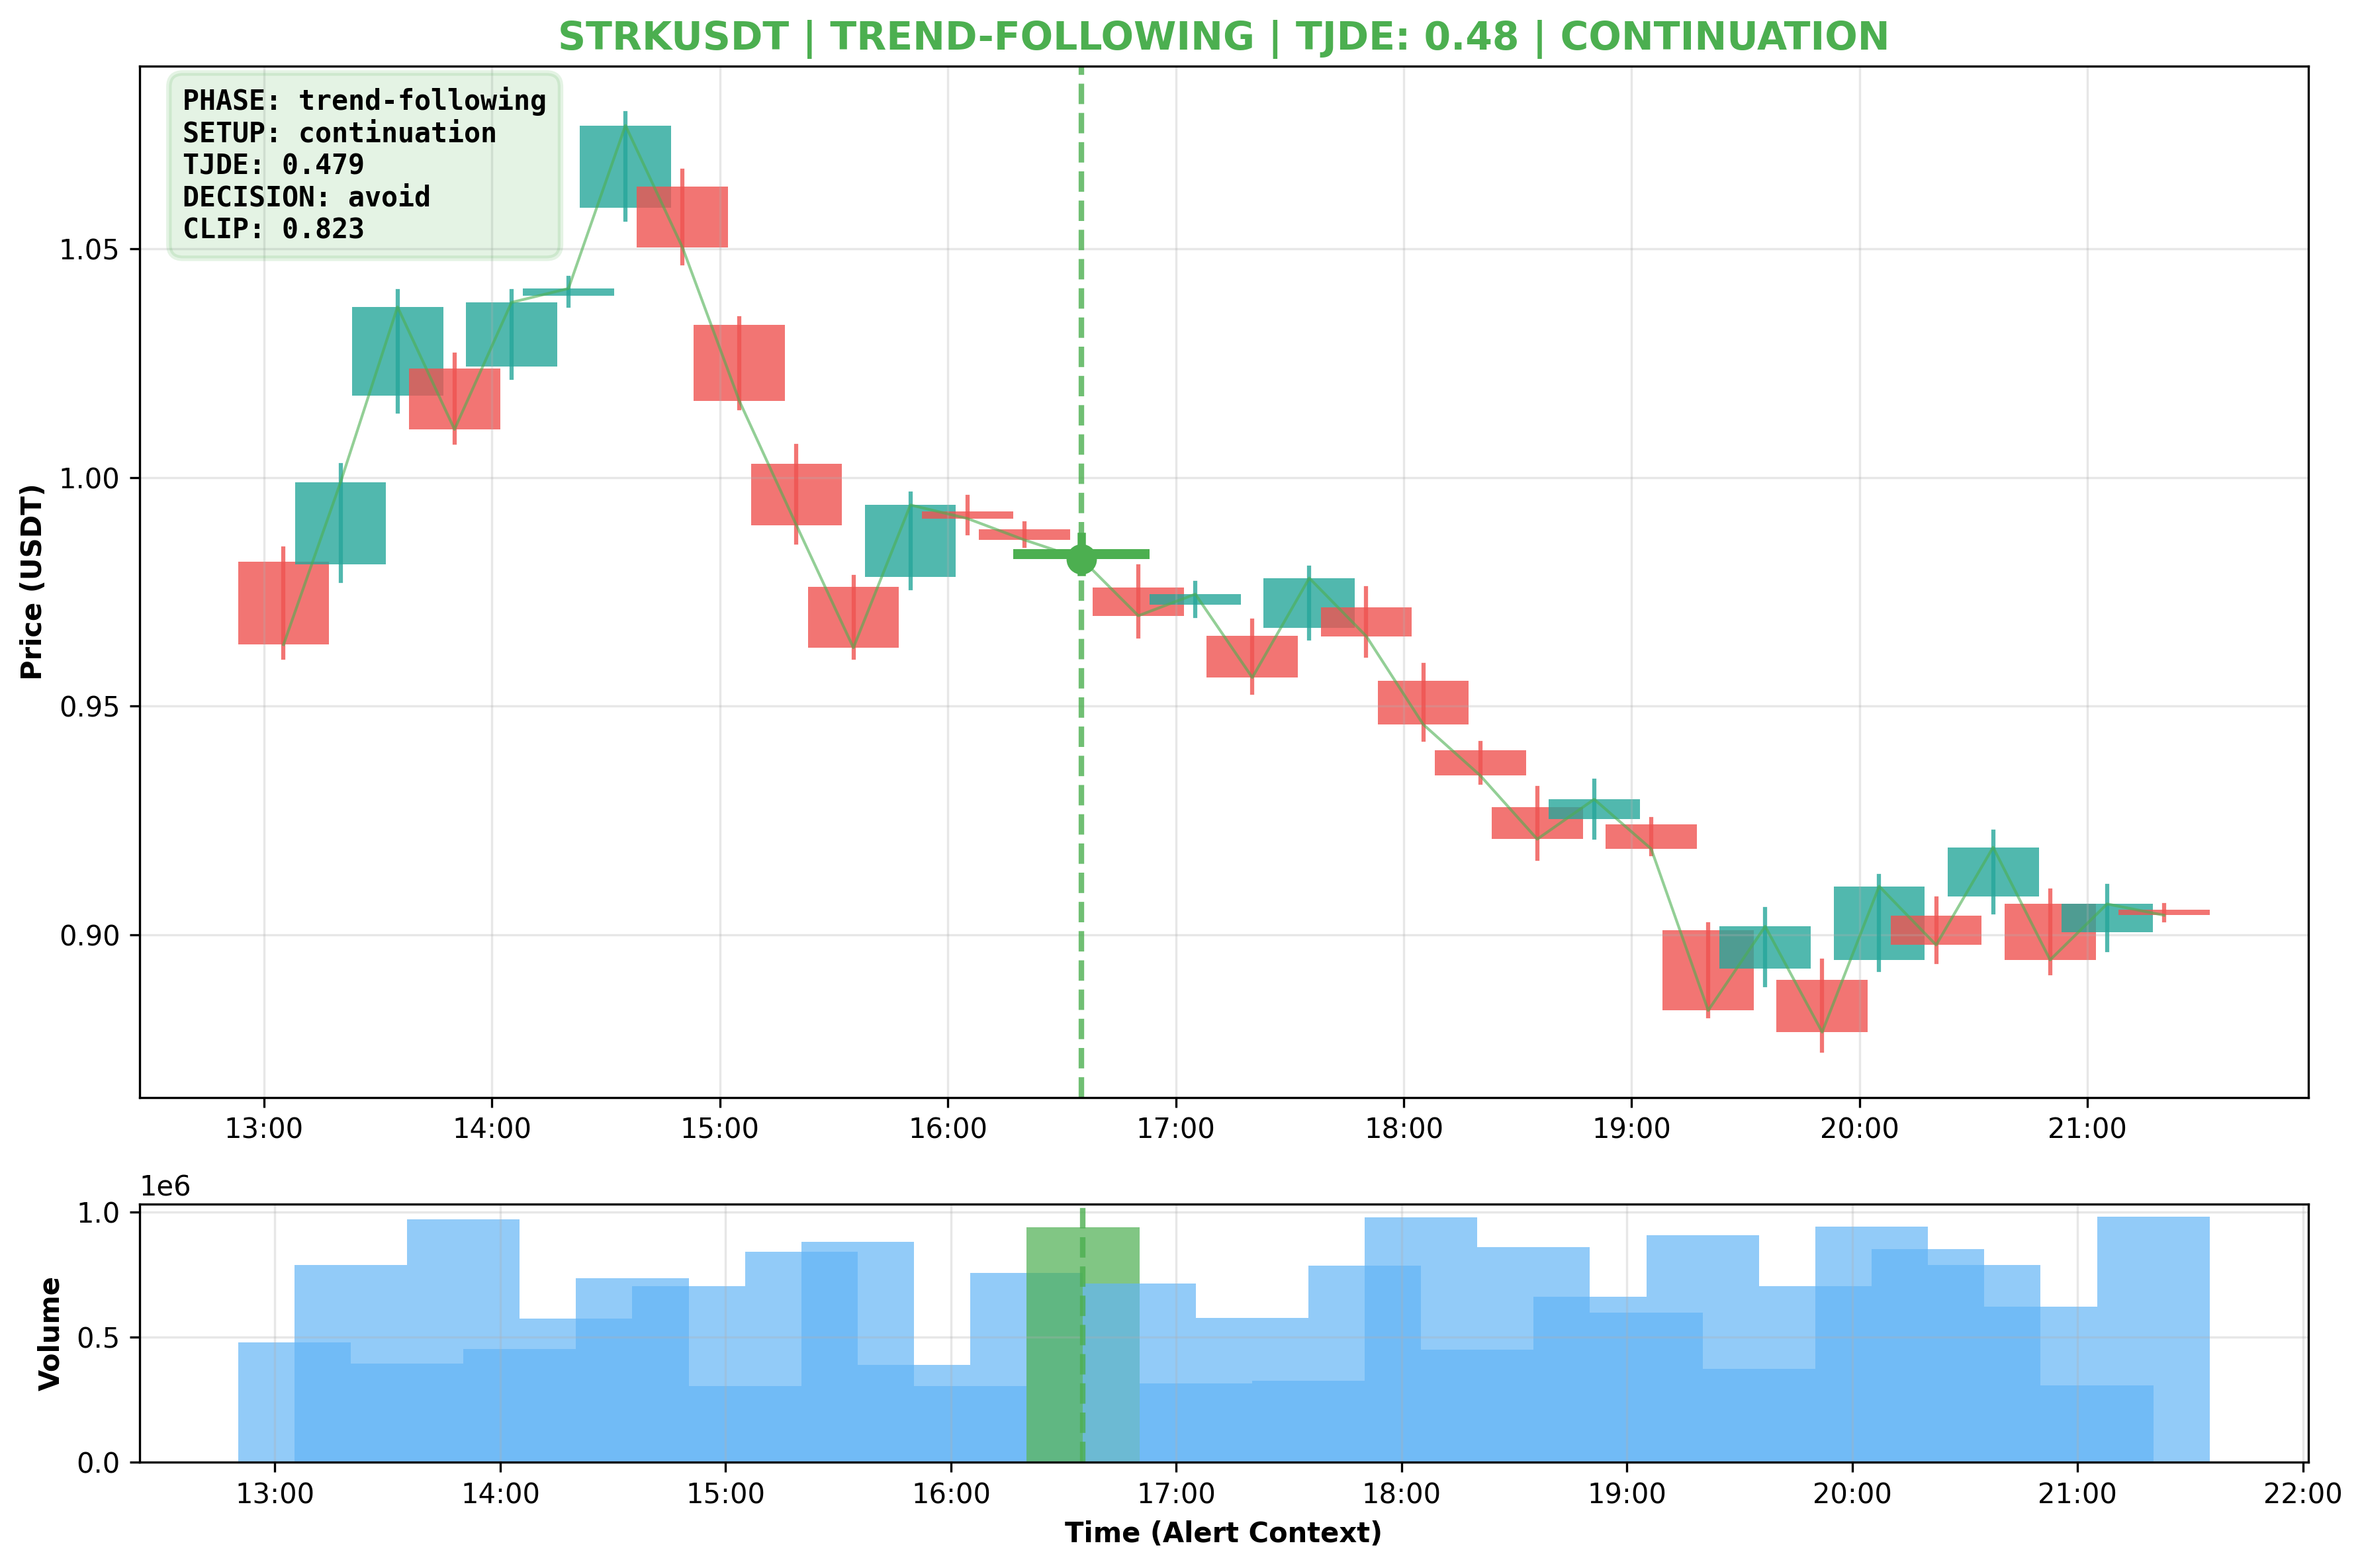 STRKUSDT | TREND-FOLLOWING | TJDE: 0.48 | CONTINUATION
PHASE: trend-following
SETUP: continuation
TJDE: 0.479
DECISION: avoid
CLIP: 0.823
Price (USDT)
1.05
1.00
0.95
0.90
13:00 14:00 15:00 16:00 17:00 18:00 19:00 20:00 21:00
1e6
Volume
1.0
0.5
0.0
13:00 14:00 15:00 16:00 17:00 18:00 19:00 20:00 21:00 22:00
Time (Alert Context)